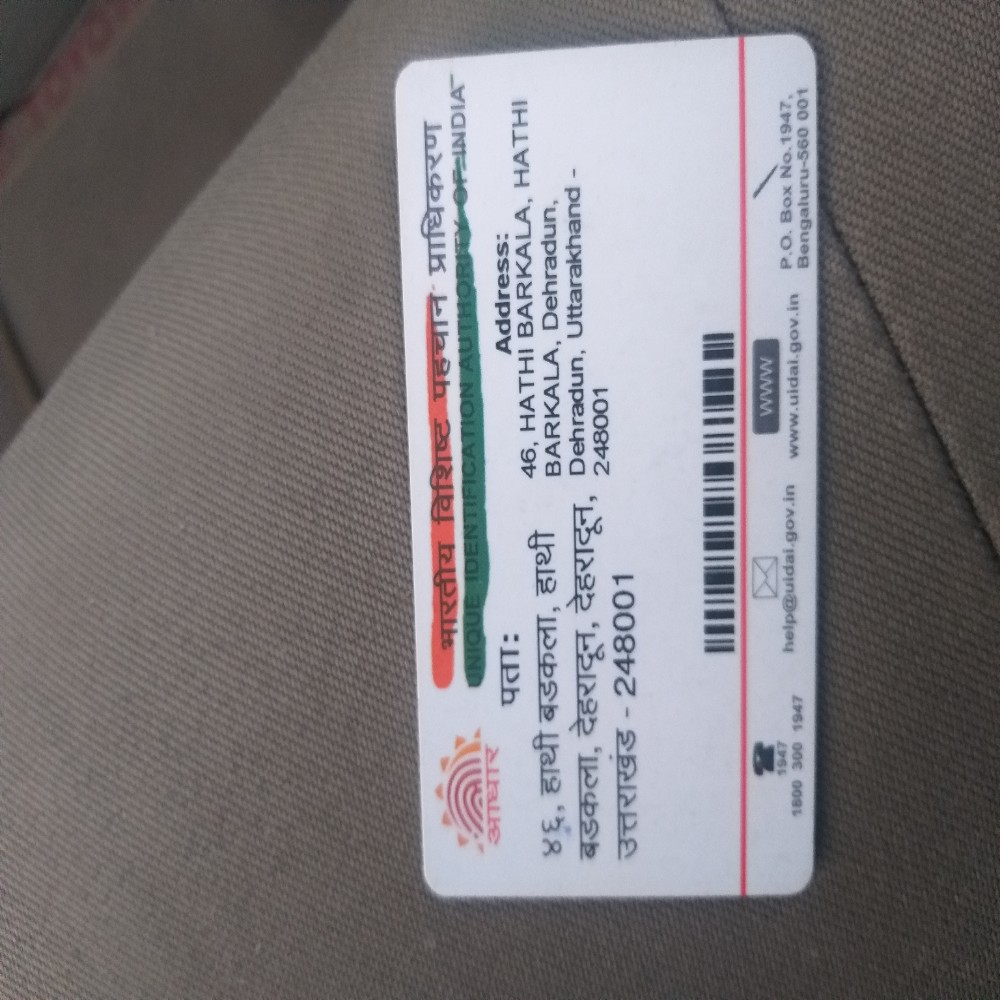 भारतीय विशिष्ट पहचान प्राधिकरण
UNIQUE IDENTIFICATION AUTHORITY OF INDIA
आधार
पता:
४६, हाथी बडकला, हाथी
बडकला, देहरादून, देहरादून,
उत्तराखंड - 248001
Address:
46, HATHI BARKALA, HATHI
BARKALA, Dehradun,
Dehradun, Uttarakhand -
248001
1947
1800 300 1947
help@uidai.gov.in
WWW
www.uidai.gov.in
P.O. Box No.1947,
Bengaluru-560 001